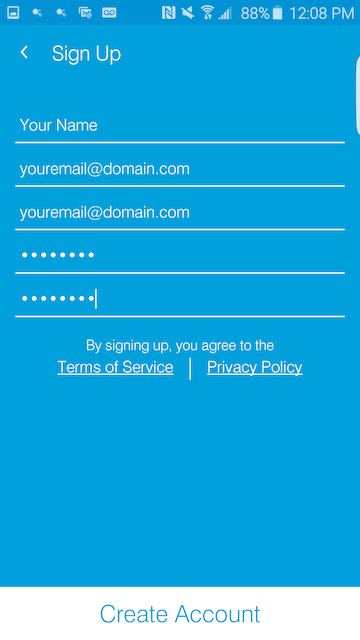 88% 12:08 PM
Sign Up
Your Name
youremail@domain.com
youremail@domain.com
••••••••
••••••••
By signing up, you agree to the
Terms of Service | Privacy Policy
Create Account